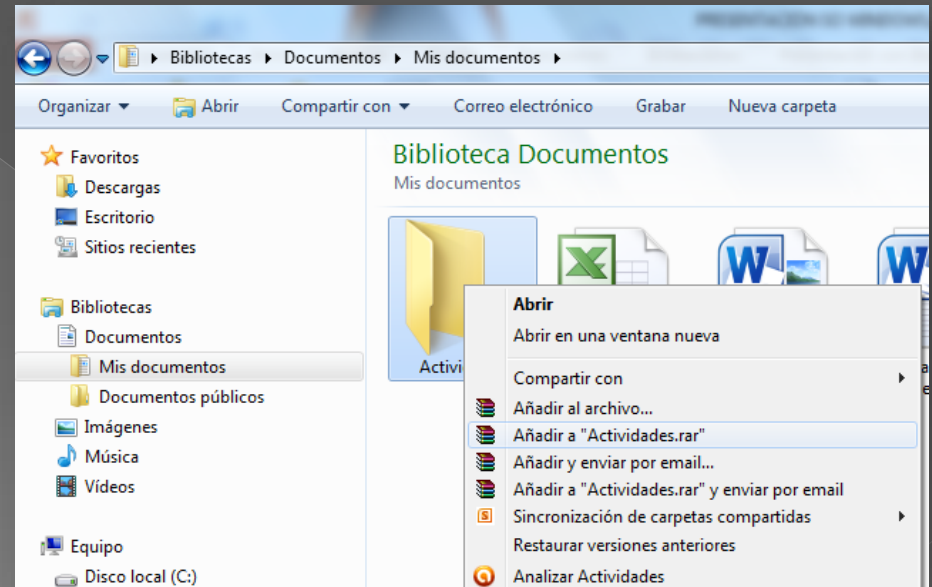 Bibliotecas Documentos Mis documentos
Organizar Abrir Compartir con Correo electrónico Grabar Nueva carpeta
Favoritos
Descargas
Escritorio
Sitios recientes
Bibliotecas
Documentos
Mis documentos
Documentos públicos
Imágenes
Música
Vídeos
Equipo
Disco local (C:)
Biblioteca Documentos
Mis documentos
Activi
Abrir
Abrir en una ventana nueva
Compartir con
Añadir al archivo...
Añadir a "Actividades.rar"
Añadir y enviar por email...
Añadir a "Actividades.rar" y enviar por email
Sincronización de carpetas compartidas
Restaurar versiones anteriores
Analizar Actividades